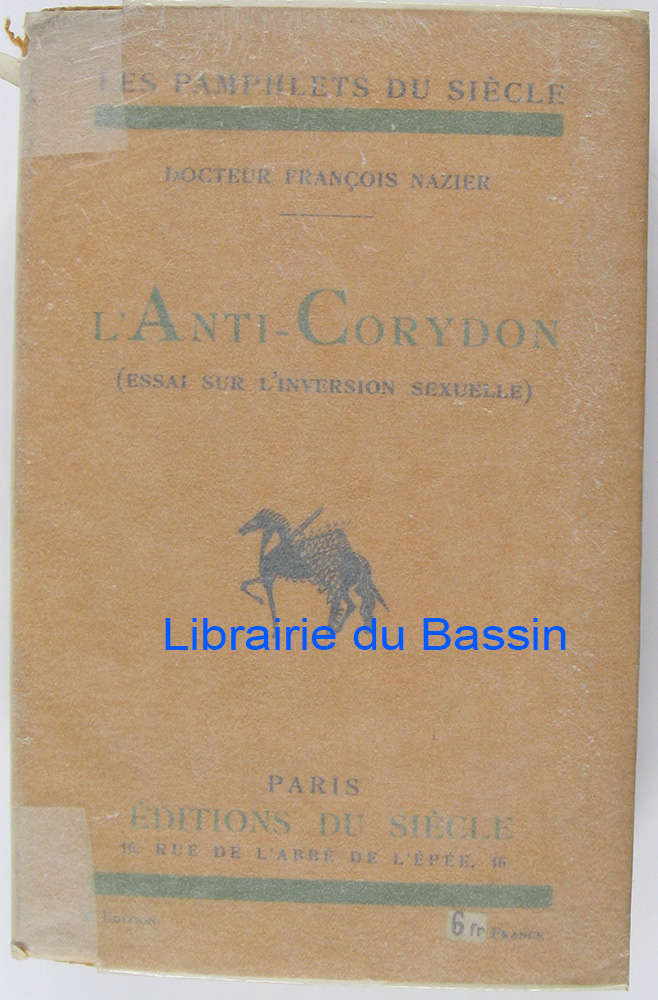 LES PAMPHLETS DU SIÈCLE
DOCTEUR FRANÇOIS NAZIER
L'ANTI-CORYDON
(ESSAI SUR L'INVERSION SEXUELLE)
Librairie du Bassin
PARIS
ÉDITIONS DU SIÈCLE
16, RUE DE L'ABBÉ DE L'ÉPÉE, 16
EDITION
6 fr FRANCS